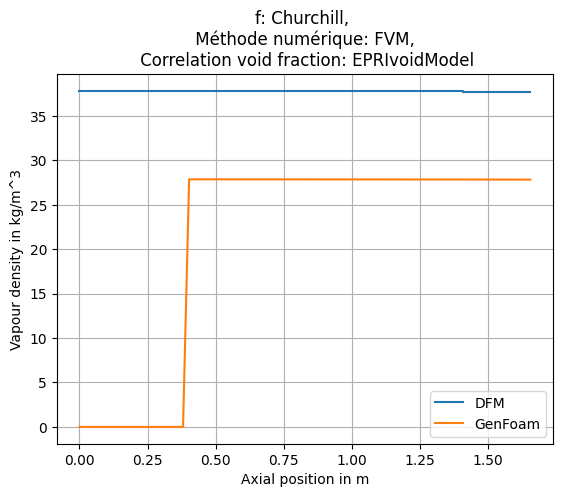 f: Churchill,
Méthode numérique: FVM,
Correlation void fraction: EPRIvoidModel
Vapour density in kg/m^3
35
30
25
20
15
10
5
0
DFM
GenFoam
0.00 0.25 0.50 0.75 1.00 1.25 1.50
Axial position in m